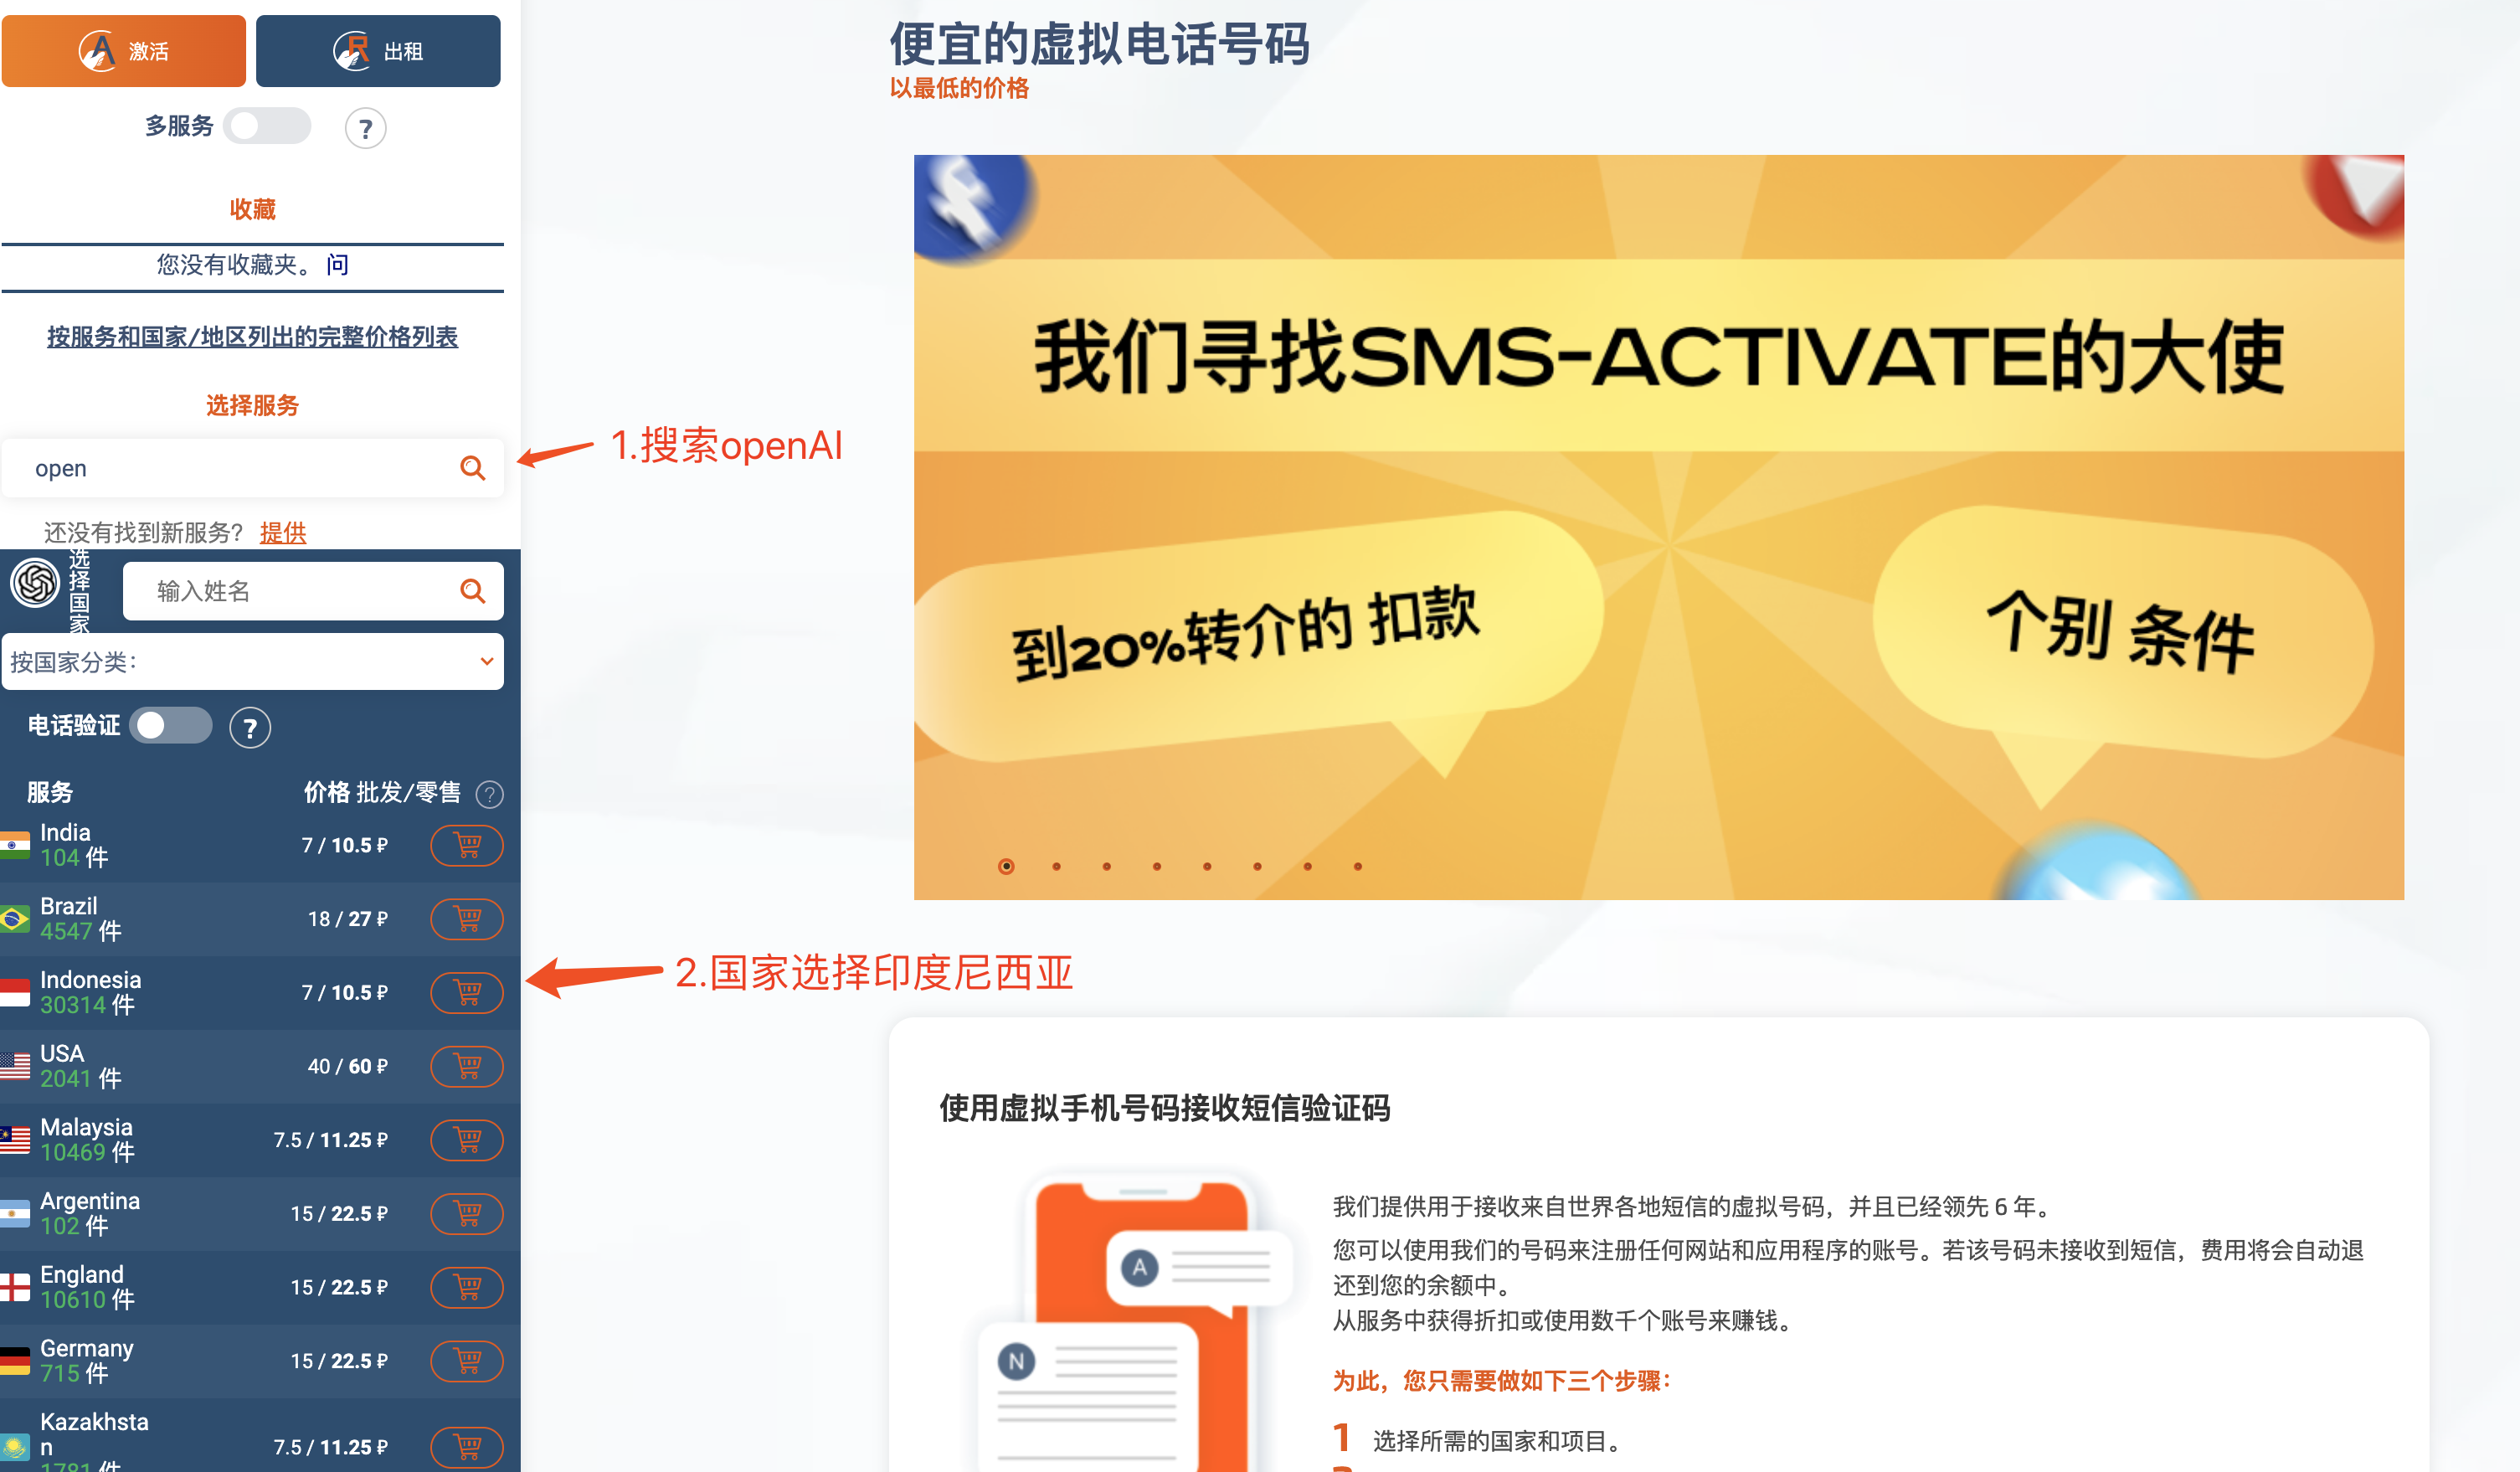 激活
出租
多服务
?
收藏
您没有收藏夹。 问
按服务和国家/地区列出的完整价格列表
选择服务
open
还没有找到新服务? 提供
选择国家
输入姓名
按国家分类:
电话验证
?
服务
价格 批发/零售 ?
India
104 件
7 / 10.5 ₽
Brazil
4547 件
18 / 27 ₽
Indonesia
30314 件
7 / 10.5 ₽
USA
2041 件
40 / 60 ₽
Malaysia
10469 件
7.5 / 11.25 ₽
Argentina
102 件
15 / 22.5 ₽
England
10610 件
15 / 22.5 ₽
Germany
715 件
15 / 22.5 ₽
Kazakhsta
n
1781 件
7.5 / 11.25 ₽
1.搜索openAI
2.国家选择印度尼西亚
便宜的虚拟电话号码
以最低的价格
我们寻找SMS-ACTIVATE的大使
到20%转介的 扣款
个别 条件
使用虚拟手机号码接收短信验证码
A
N
我们提供用于接收来自世界各地短信的虚拟号码，并且已经领先 6 年。
您可以使用我们的号码来注册任何网站和应用程序的账号。若该号码未接收到短信，费用将会自动退
还到您的余额中。
从服务中获得折扣或使用数千个账号来赚钱。
为此，您只需要做如下三个步骤：
1 选择所需的国家和项目。